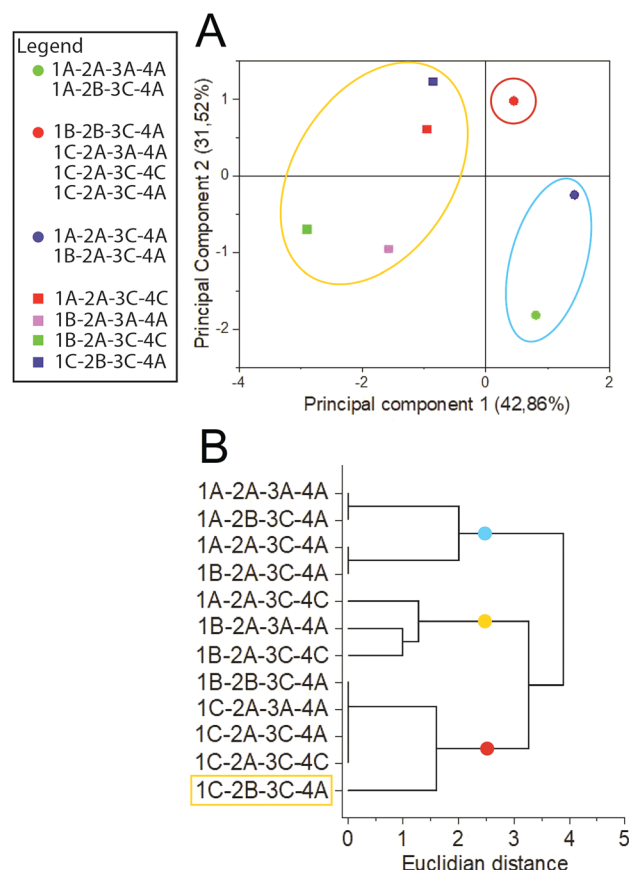 A
Legend
1A-2A-3A-4A
1A-2B-3C-4A
1B-2B-3C-4A
1C-2A-3A-4A
1C-2A-3C-4C
1C-2A-3C-4A
1A-2A-3C-4A
1B-2A-3C-4A
1A-2A-3C-4C
1B-2A-3A-4A
1B-2A-3C-4C
1C-2B-3C-4A
Principal Component 2 (31,52%)
1
0
-1
-2
-4
-2
0
2
Principal component 1 (42,86%)
B
1A-2A-3A-4A
1A-2B-3C-4A
1A-2A-3C-4A
1B-2A-3C-4A
1A-2A-3C-4C
1B-2A-3A-4A
1B-2A-3C-4C
1B-2B-3C-4A
1C-2A-3A-4A
1C-2A-3C-4A
1C-2A-3C-4C
1C-2B-3C-4A
0 1 2 3 4 5
Euclidian distance